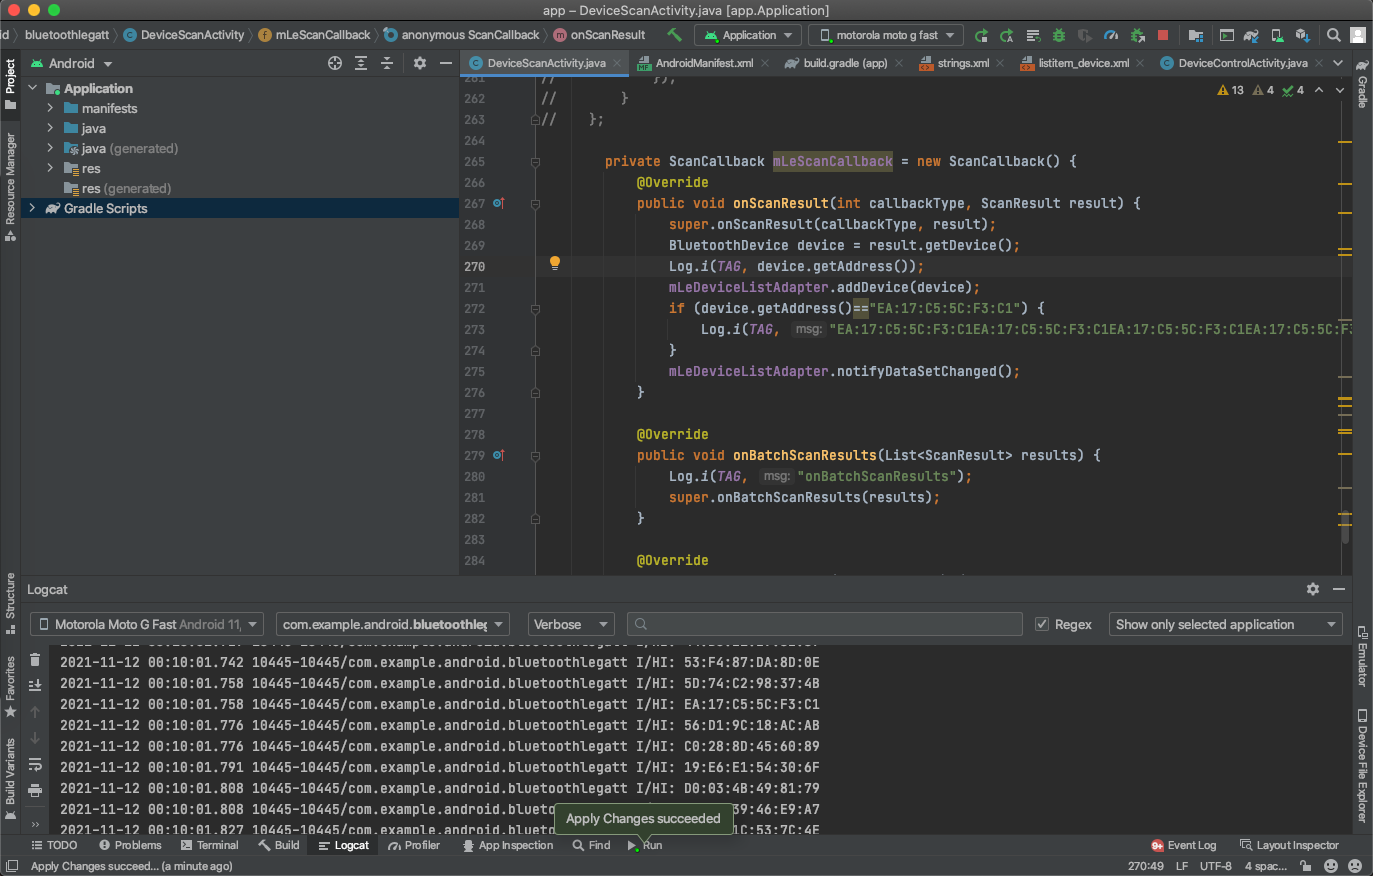 app – DeviceScanActivity.java [app.Application]
id bluetoothlegatt DeviceScanActivity mLeScanCallback anonymous ScanCallback onScanResult Application motorola moto g fast
Project
Resource Manager
Structure
Favorites
Build Variants
Android
Application
manifests
java
java (generated)
res
res (generated)
Gradle Scripts
DeviceScanActivity.java AndroidManifest.xml build.gradle (app) strings.xml listitem_device.xml DeviceControlActivity.java
13 4 4
261 // });
262 // }
263 // };
264
265 private ScanCallback mLeScanCallback = new ScanCallback() {
266 @Override
267 public void onScanResult(int callbackType, ScanResult result) {
268 super.onScanResult(callbackType, result);
269 BluetoothDevice device = result.getDevice();
270 Log.i(TAG, device.getAddress());
271 mLeDeviceListAdapter.addDevice(device);
272 if (device.getAddress()=="EA:17:C5:5C:F3:C1") {
273 Log.i(TAG, msg: "EA:17:C5:5C:F3:C1EA:17:C5:5C:F3:C1EA:17:C5:5C:F3:C1EA:17:C5:5C:F3
274 }
275 mLeDeviceListAdapter.notifyDataSetChanged();
276 }
277
278 @Override
279 public void onBatchScanResults(List<ScanResult> results) {
280 Log.i(TAG, msg: "onBatchScanResults");
281 super.onBatchScanResults(results);
282 }
283
284 @Override
Gradle
Emulator
Device File Explorer
Logcat
Motorola Moto G Fast Android 11, com.example.android.bluetoothleg Verbose Regex Show only selected application
2021-11-12 00:10:01.742 10445-10445/com.example.android.bluetoothlegatt I/HI: 53:F4:87:DA:8D:0E
2021-11-12 00:10:01.758 10445-10445/com.example.android.bluetoothlegatt I/HI: 5D:74:C2:98:37:4B
2021-11-12 00:10:01.758 10445-10445/com.example.android.bluetoothlegatt I/HI: EA:17:C5:5C:F3:C1
2021-11-12 00:10:01.776 10445-10445/com.example.android.bluetoothlegatt I/HI: 56:D1:9C:18:AC:AB
2021-11-12 00:10:01.776 10445-10445/com.example.android.bluetoothlegatt I/HI: C0:28:8D:45:60:89
2021-11-12 00:10:01.791 10445-10445/com.example.android.bluetoothlegatt I/HI: 19:E6:E1:54:30:6F
2021-11-12 00:10:01.808 10445-10445/com.example.android.bluetoothlegatt I/HI: D0:03:4B:49:81:79
2021-11-12 00:10:01.808 10445-10445/com.example.android.bluetooth 39:46:E9:A7
2021-11-12 00:10:01.827 10445-10445/com.example.android.bluetooth 1C:53:7C:4E
Apply Changes succeeded
TODO Problems Terminal Build Logcat Profiler App Inspection Find Run 9+ Event Log Layout Inspector
Apply Changes succeed... (a minute ago) 270:49 LF UTF-8 4 spac...